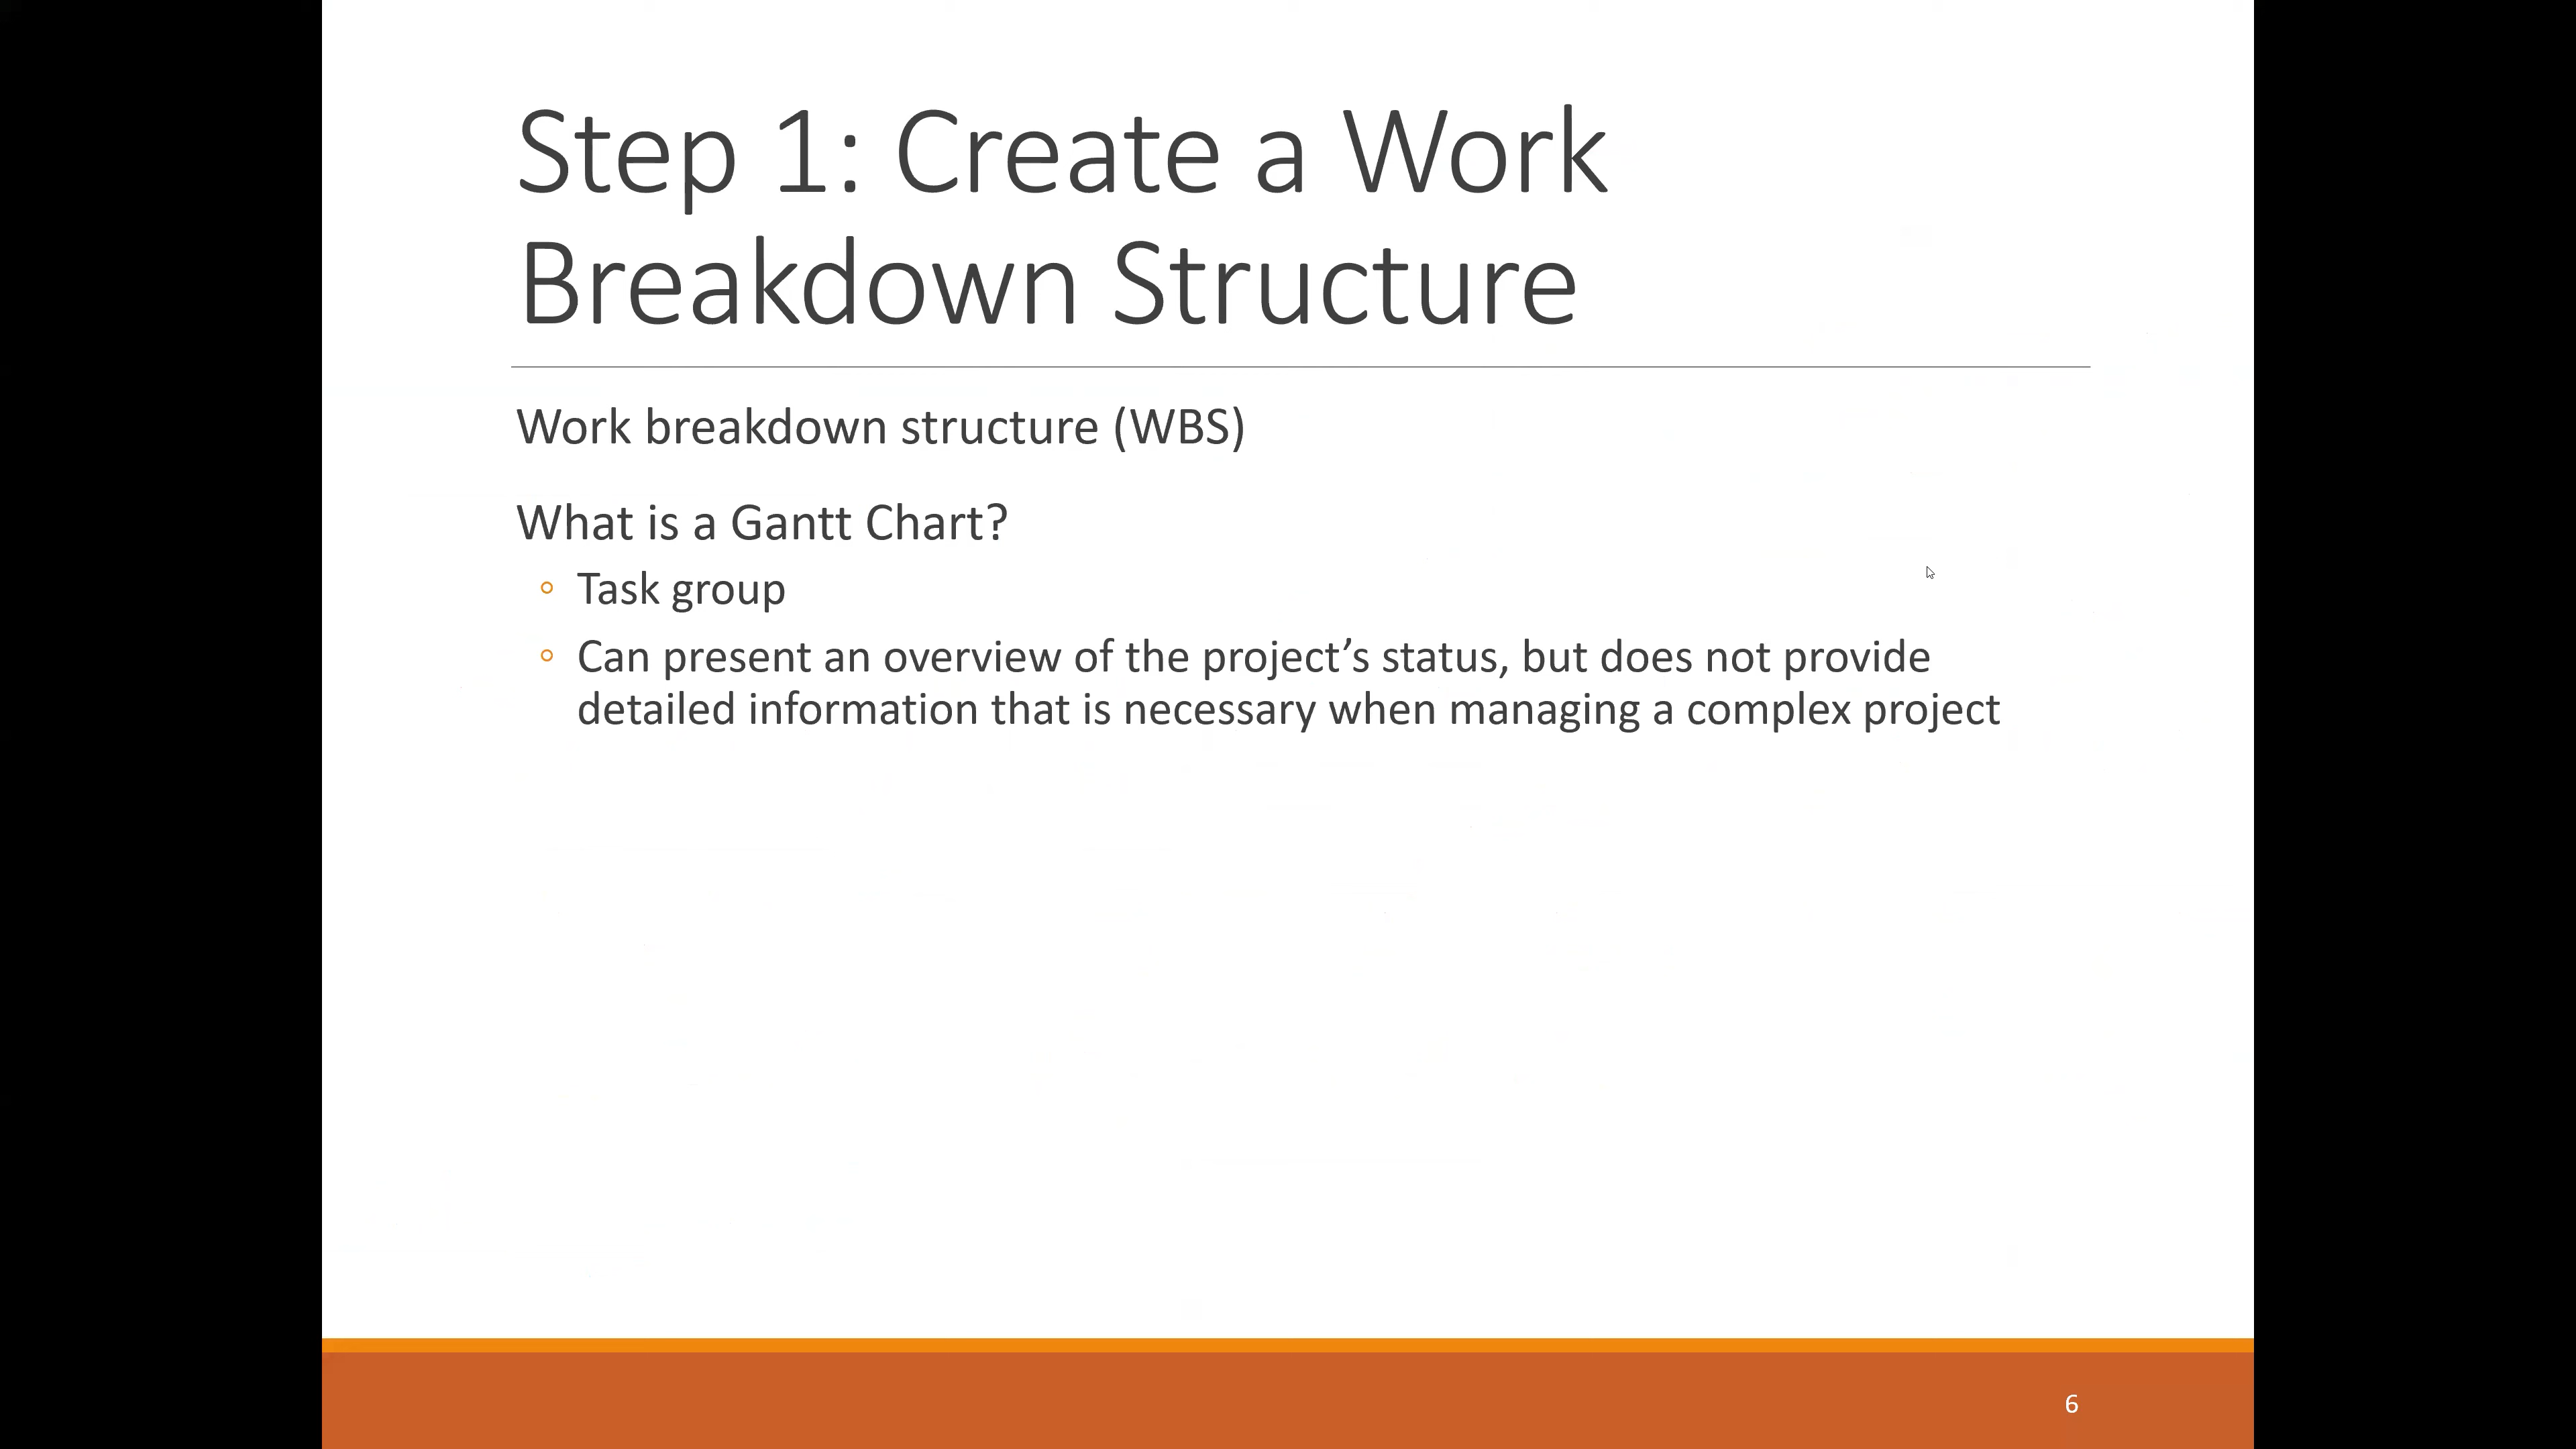 Step 1: Create a Work
Breakdown Structure
Work breakdown structure (WBS)
What is a Gantt Chart?
◦ Task group
◦ Can present an overview of the project’s status, but does not provide
detailed information that is necessary when managing a complex project
6